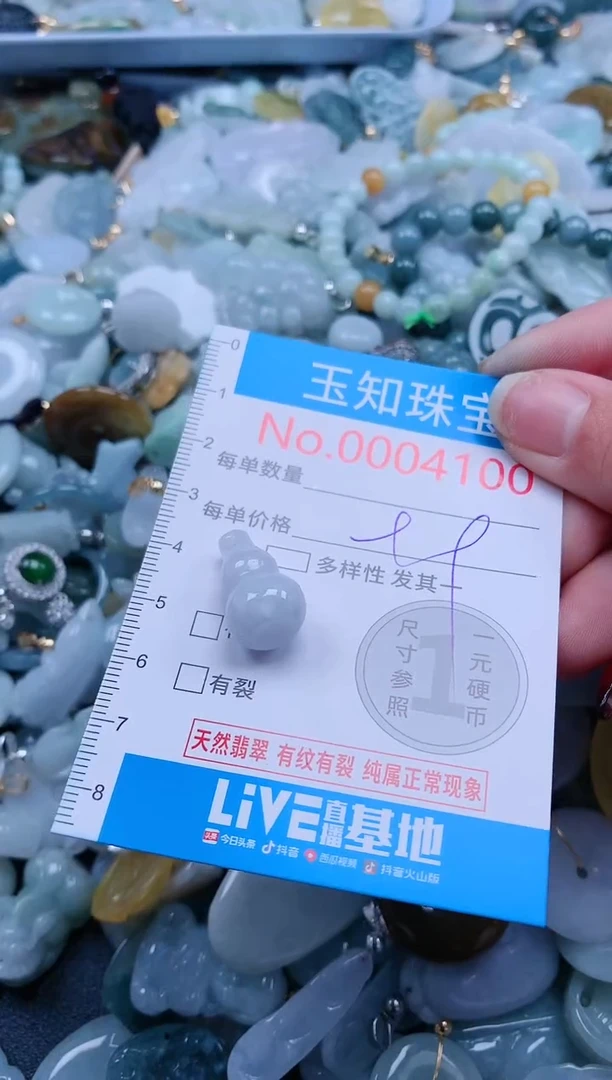 0
1
2
3
4
5
6
7
8
玉知珠宝
No.0004100
每单数量
每单价格
多样性 发其一
有裂
尺寸参照
1
一元硬币
天然翡翠 有纹有裂 纯属正常现象
LiVE直播基地
头条 今日头条 抖音 西瓜视频 抖音火山版